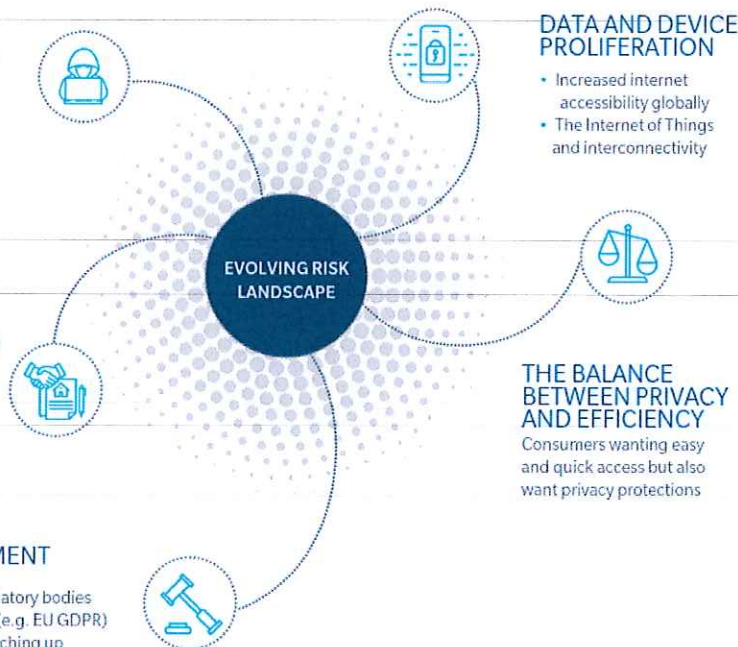 DATA AND DEVICE
PROLIFERATION
• Increased internet
accessibility globally
• The Internet of Things
and interconnectivity
EVOLVING RISK
LANDSCAPE
THE BALANCE
BETWEEN PRIVACY
AND EFFICIENCY
Consumers wanting easy
and quick access but also
want privacy protections
MENT
atory bodies
(e.g. EU GDPR)
ching up